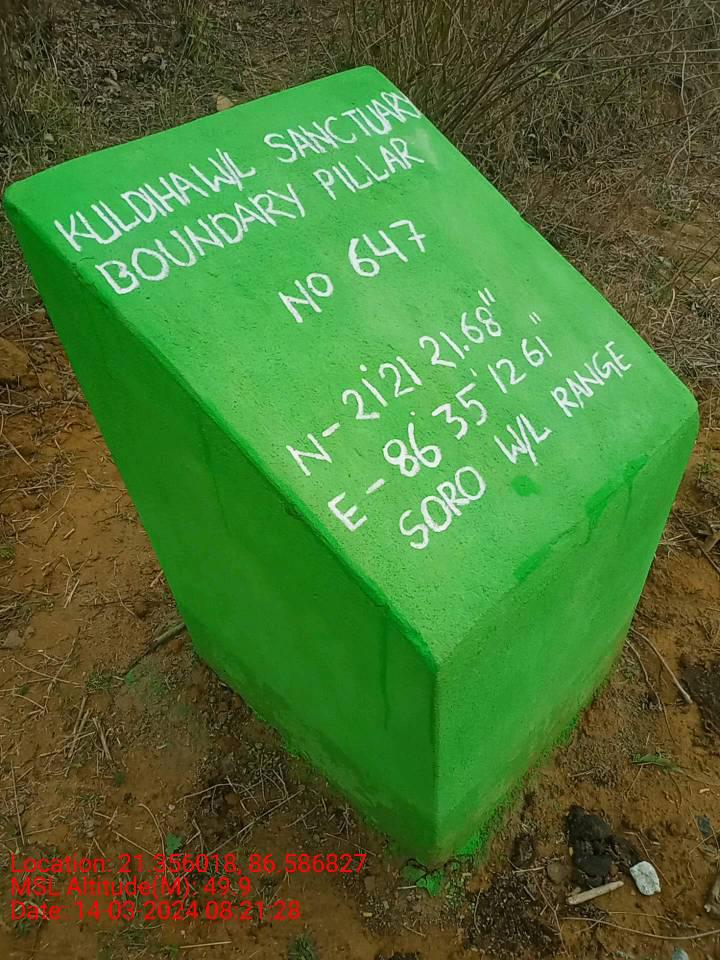 KULDIHA W/L SANCTUARY
BOUNDARY PILLAR
NO 647
N- 21̇ 21 21.68"
E- 86̇ 35̇ 12 61"
SORO W/L RANGE
Location: 21.356018, 86.586827
MSL Altitude(M): 49.9
Date: 14-03-2024 08:21:28